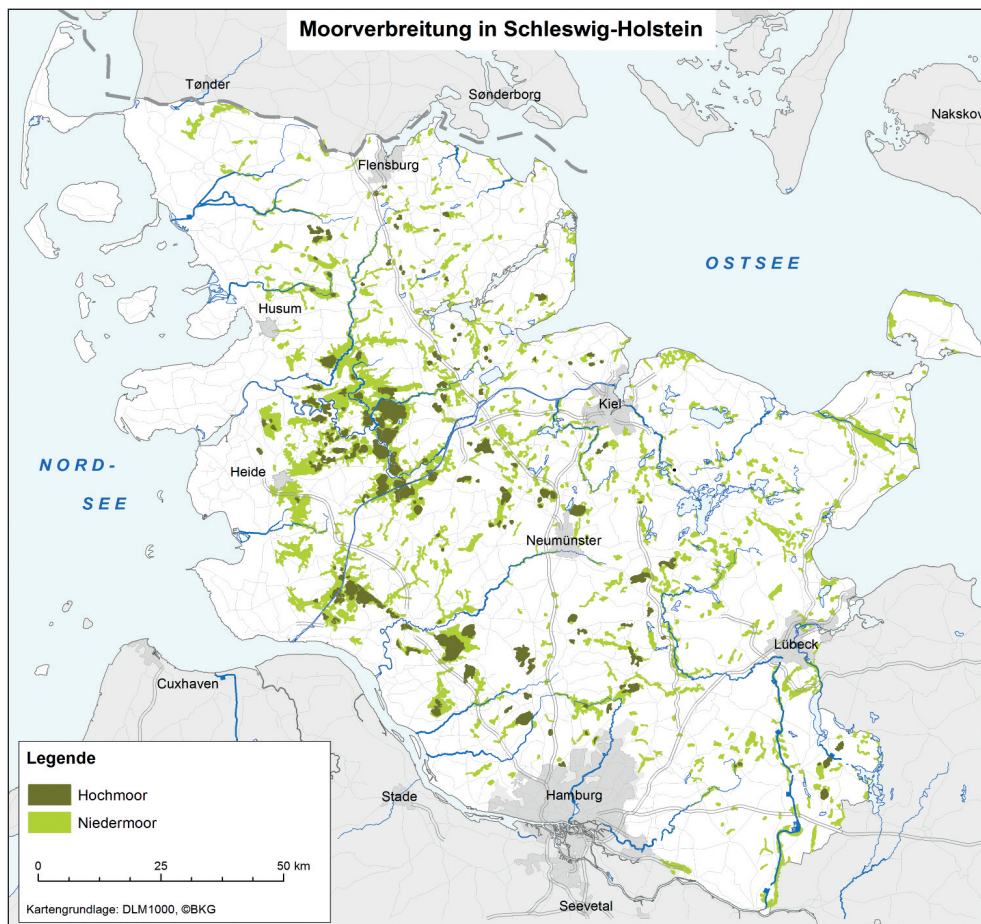 Moorverbreitung in Schleswig-Holstein
Tønder
Sønderborg
Nakskov
Flensburg
OSTSEE
Husum
Kiel
NORD-
SEE
Heide
Neumünster
Lübeck
Cuxhaven
Stade
Hamburg
Seevetal
Legende
Hochmoor
Niedermoor
0 25 50 km
Kartengrundlage: DLM1000, ©BKG